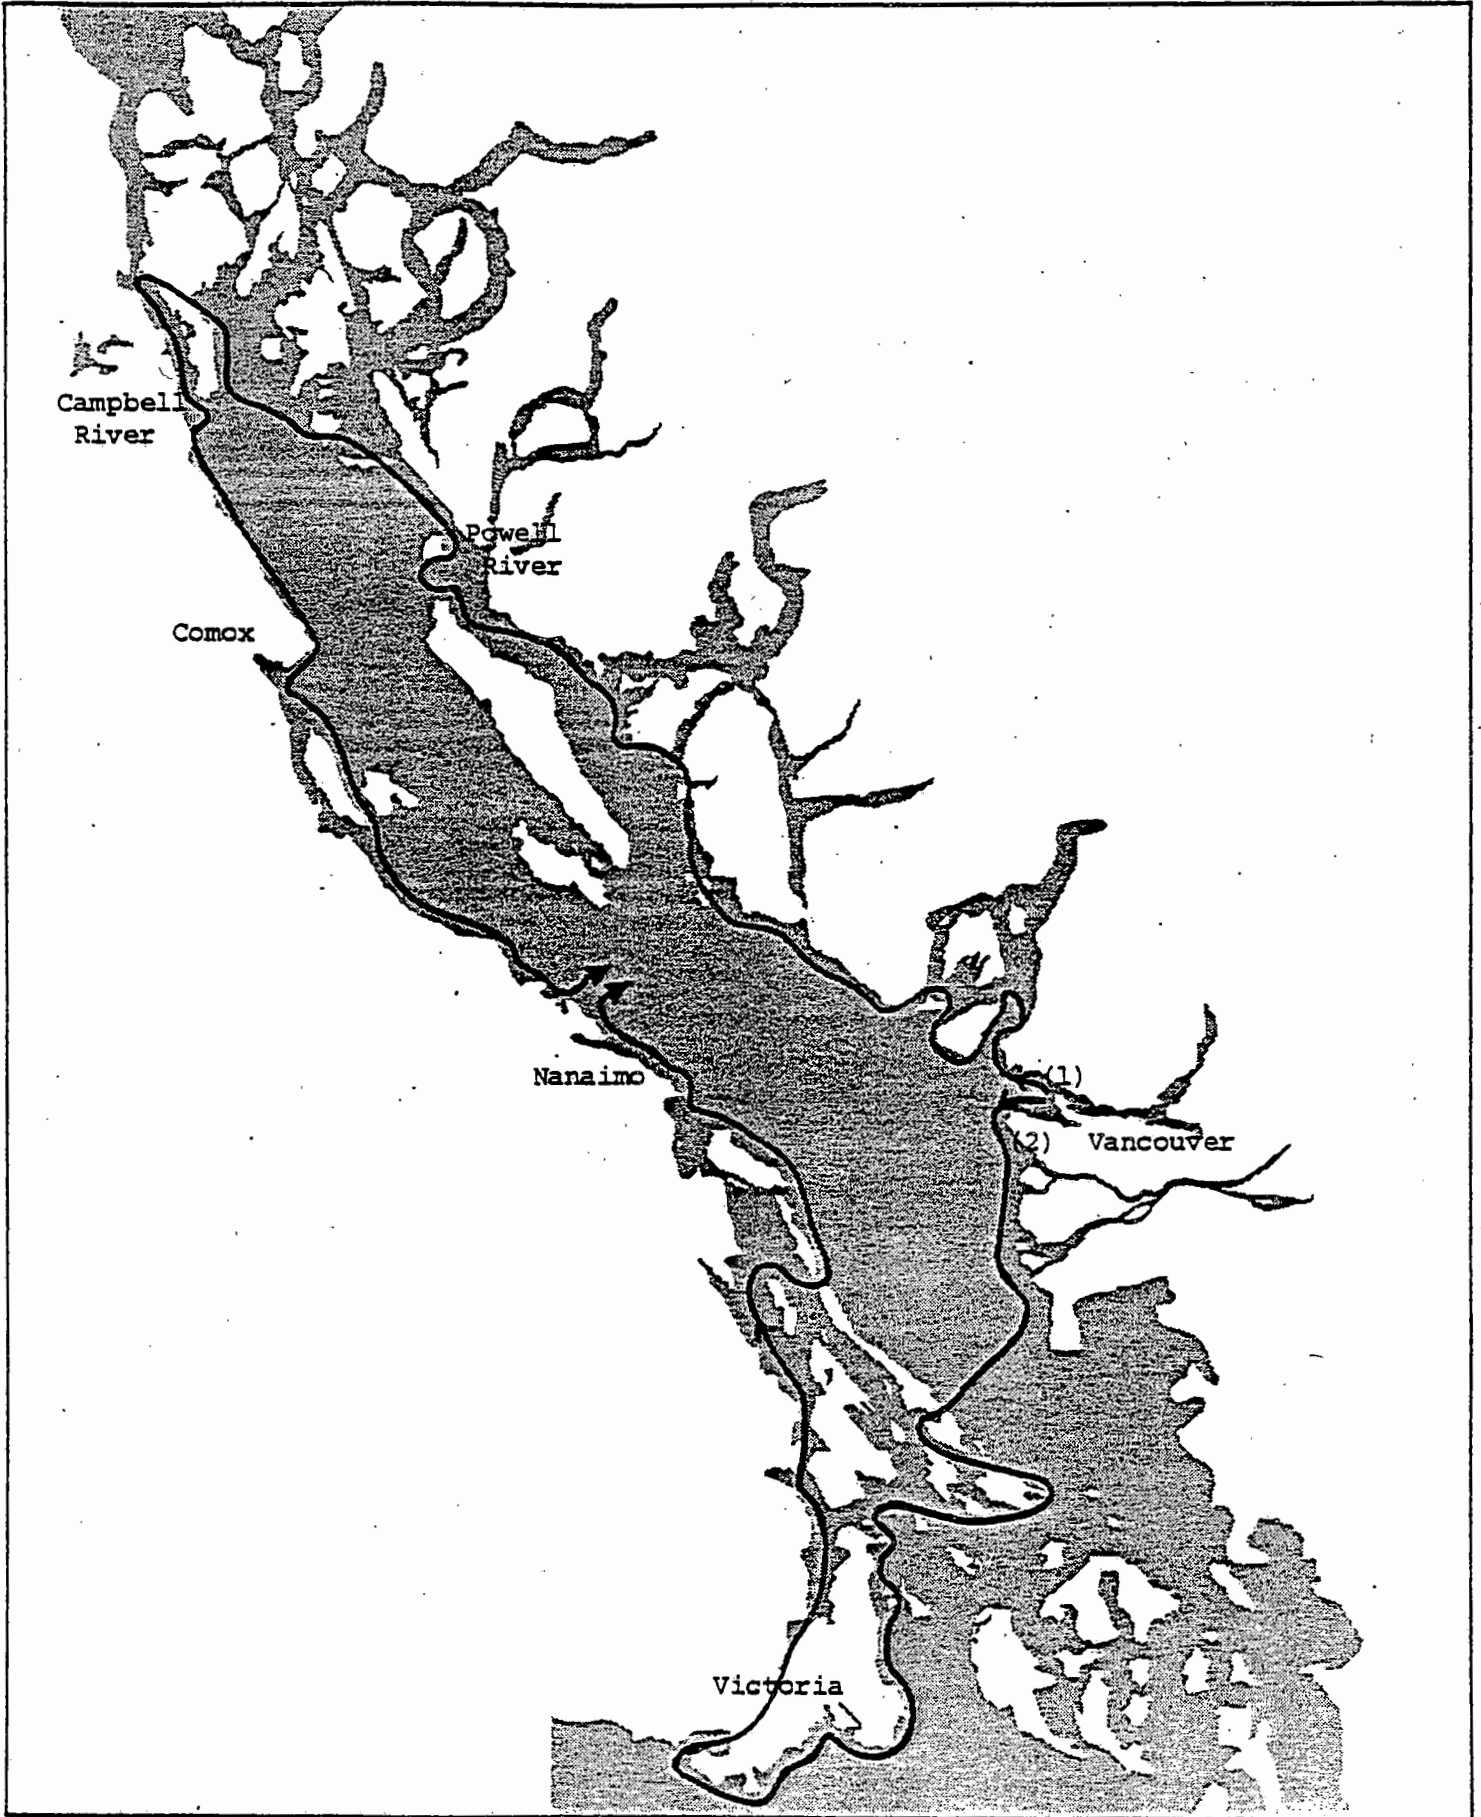 Campbell
River
Powell
River
Comox
Nanaimo
(1)
(2) Vancouver
Victoria